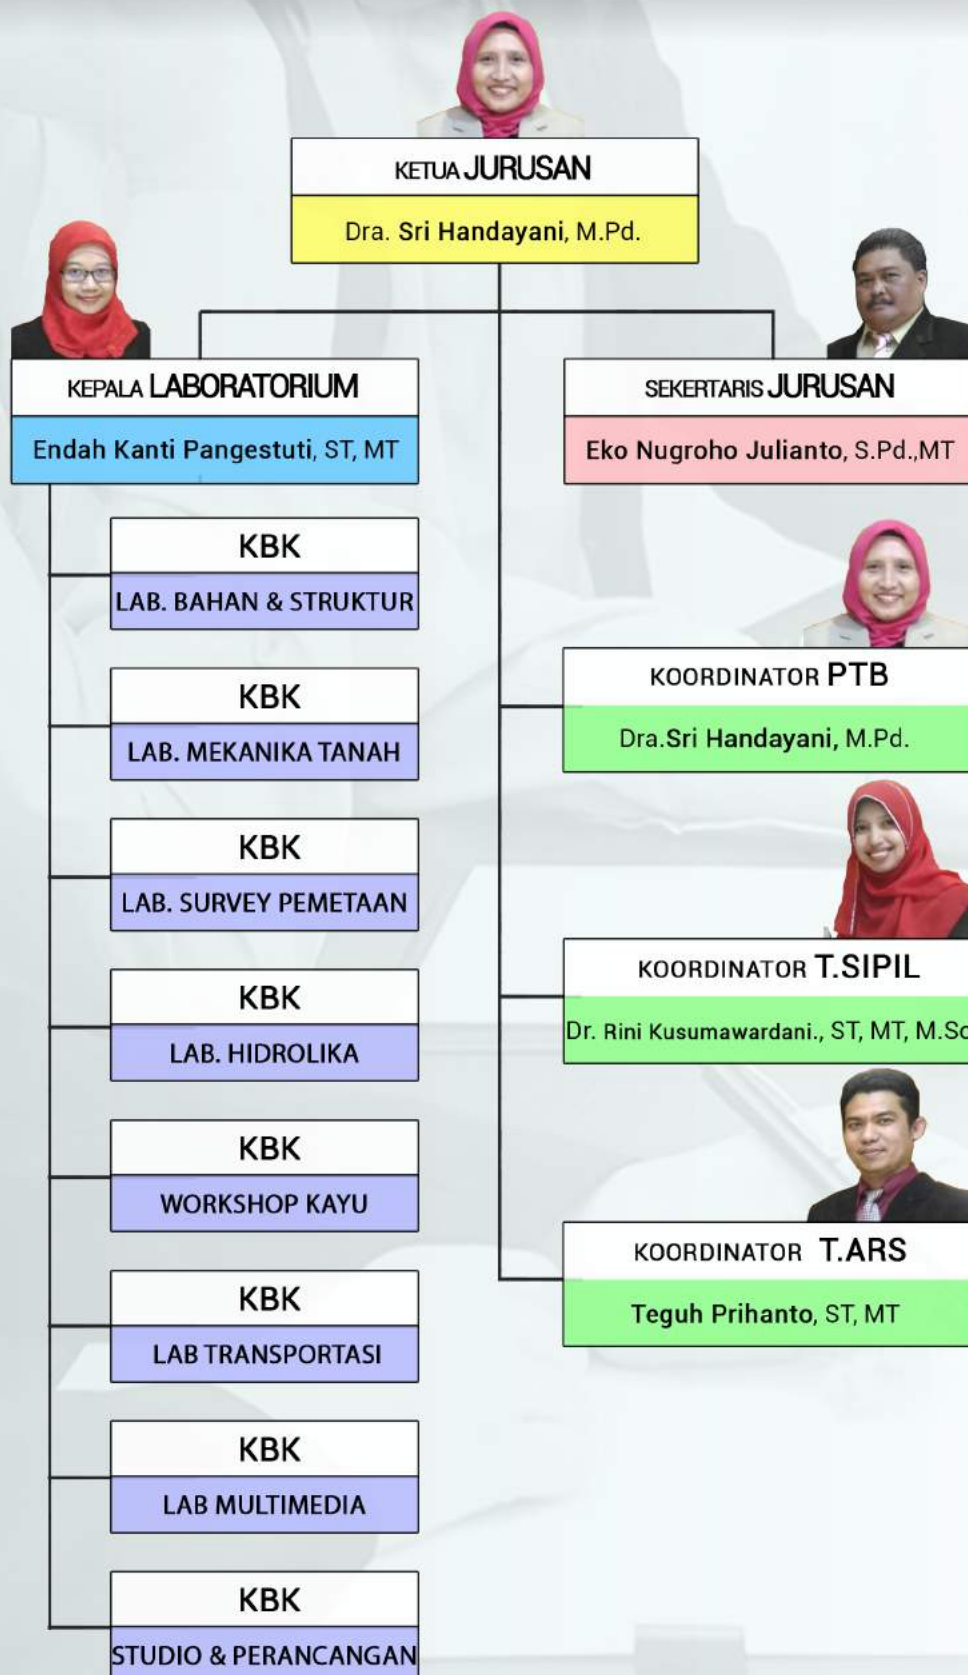 KETUA JURUSAN
Dra. Sri Handayani, M.Pd.
KEPALA LABORATORIUM
Endah Kanti Pangestuti, ST, MT
SEKERTARIS JURUSAN
Eko Nugroho Julianto, S.Pd.,MT
KBK
LAB. BAHAN & STRUKTUR
KBK
LAB. MEKANIKA TANAH
KBK
LAB. SURVEY PEMETAAN
KBK
LAB. HIDROLIKA
KBK
WORKSHOP KAYU
KBK
LAB TRANSPORTASI
KBK
LAB MULTIMEDIA
KBK
STUDIO & PERANCANGAN
KOORDINATOR PTB
Dra.Sri Handayani, M.Pd.
KOORDINATOR T.SIPIL
Dr. Rini Kusumawardani., ST, MT, M.Sc
KOORDINATOR T.ARS
Teguh Prihanto, ST, MT